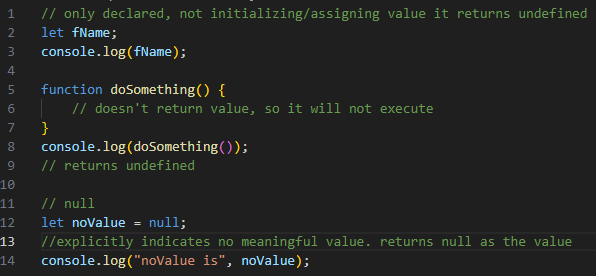 1 // only declared, not initializing/assigning value it returns undefined
2 let fName;
3 console.log(fName);
4
5 function doSomething() {
6 // doesn't return value, so it will not execute
7 }
8 console.log(doSomething());
9 // returns undefined
10
11 // null
12 let noValue = null;
13 //explicitly indicates no meaningful value. returns null as the value
14 console.log("noValue is", noValue);